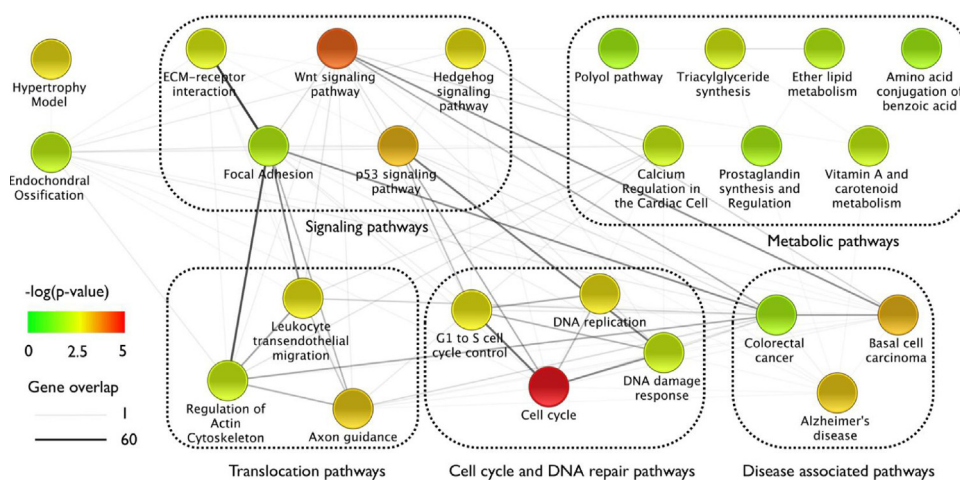 Hypertrophy
Model
Endochondral
Ossification
ECM-receptor
interaction
Wnt signaling
pathway
Hedgehog
signaling pathway
Focal Adhesion
p53 signaling
pathway
Signaling pathways
Polyol pathway
Triacylglyceride
synthesis
Ether lipid
metabolism
Amino acid
conjugation of
benzoic acid
Calcium
Regulation in
the Cardiac Cell
Prostaglandin
synthesis and
Regulation
Vitamin A and
carotenoid
metabolism
Metabolic pathways
-log(p-value)
0 2.5 5
Gene overlap
1
60
Leukocyte
transendothelial
migration
Regulation of
Actin
Cytoskeleton
Axon guidance
Translocation pathways
G1 to S cell
cycle control
DNA replication
Cell cycle
DNA damage
response
Cell cycle and DNA repair pathways
Colorectal
cancer
Basal cell
carcinoma
Alzheimer's
disease
Disease associated pathways